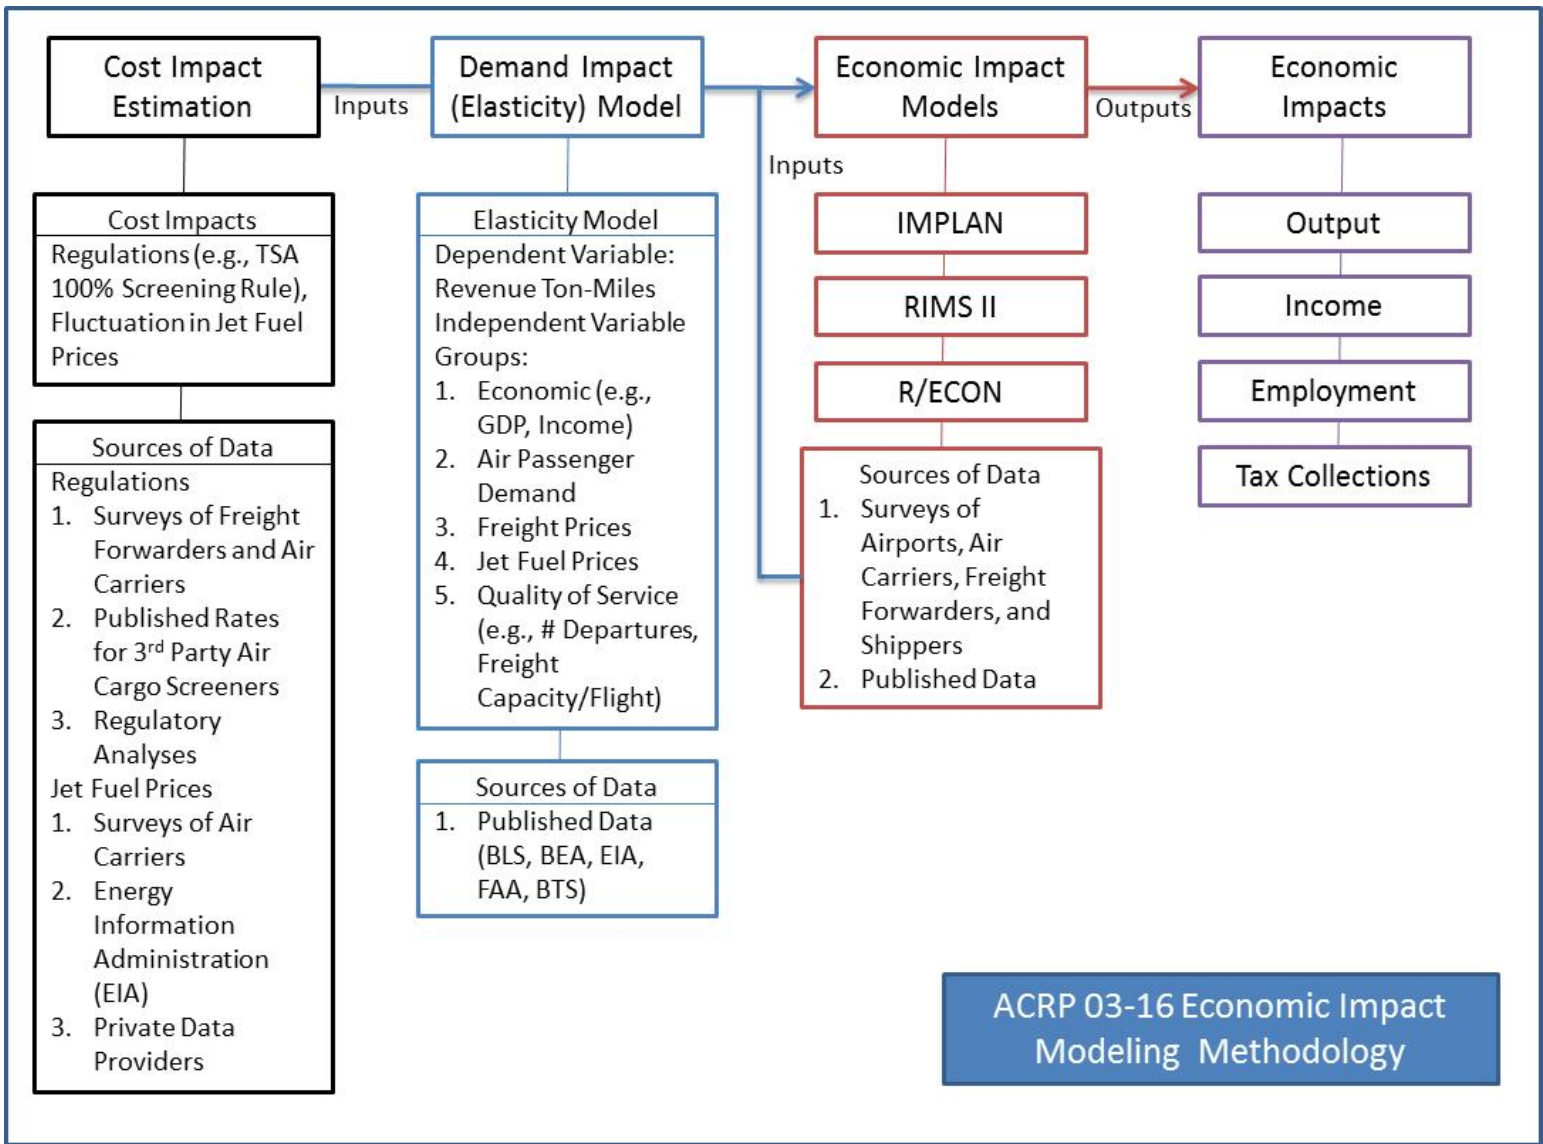 Cost Impact
Estimation
Inputs
Demand Impact
(Elasticity) Model
Inputs
Economic Impact
Models
Outputs
Economic
Impacts
Cost Impacts
Regulations (e.g., TSA
100% Screening Rule),
Fluctuation in Jet Fuel
Prices
Sources of Data
Regulations
1. Surveys of Freight
Forwarders and Air
Carriers
2. Published Rates
for 3rd Party Air
Cargo Screeners
3. Regulatory
Analyses
Jet Fuel Prices
1. Surveys of Air
Carriers
2. Energy
Information
Administration
(EIA)
3. Private Data
Providers
Elasticity Model
Dependent Variable:
Revenue Ton-Miles
Independent Variable
Groups:
1. Economic (e.g.,
GDP, Income)
2. Air Passenger
Demand
3. Freight Prices
4. Jet Fuel Prices
5. Quality of Service
(e.g., # Departures,
Freight
Capacity/Flight)
Sources of Data
1. Published Data
(BLS, BEA, EIA,
FAA, BTS)
IMPLAN
RIMS II
R/ECON
Sources of Data
1. Surveys of
Airports, Air
Carriers, Freight
Forwarders, and
Shippers
2. Published Data
Output
Income
Employment
Tax Collections
ACRP 03-16 Economic Impact
Modeling Methodology